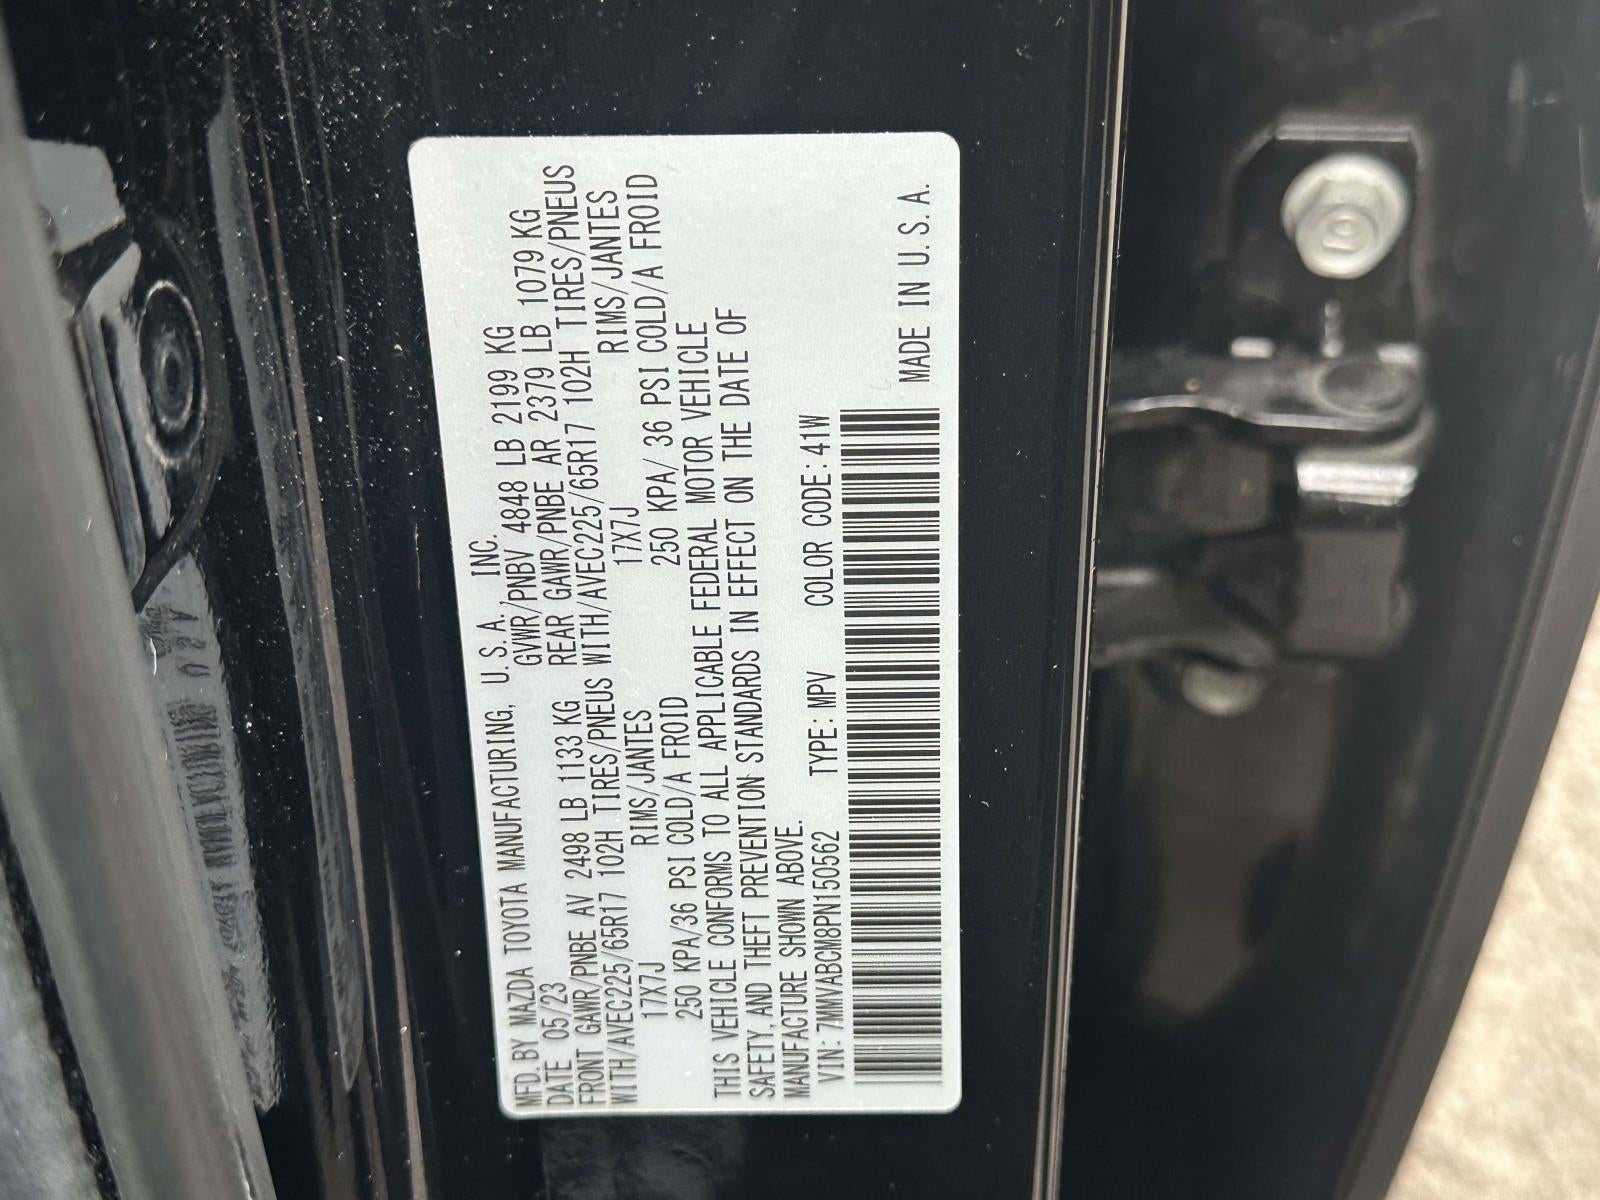 MFD. BY MAZDA TOYOTA MANUFACTURING, U.S.A., INC.
DATE 05/23 GVWR/PNBV 4848 LB 2199 KG
FRONT GAWR/PNBE AV 2498 LB 1133 KG REAR GAWR/PNBE AR 2379 LB 1079 KG
WITH/AVEC225/65R17 102H TIRES/PNEUS WITH/AVEC225/65R17 102H TIRES/PNEUS
17X7J RIMS/JANTES 17X7J RIMS/JANTES
250 KPA/36 PSI COLD/A FROID 250 KPA/ 36 PSI COLD/A FROID
THIS VEHICLE CONFORMS TO ALL APPLICABLE FEDERAL MOTOR VEHICLE
SAFETY, AND THEFT PREVENTION STANDARDS IN EFFECT ON THE DATE OF
MANUFACTURE SHOWN ABOVE.
VIN: 7MMVABCM8PN150562 TYPE: MPV COLOR CODE: 41W
MADE IN U.S.A.